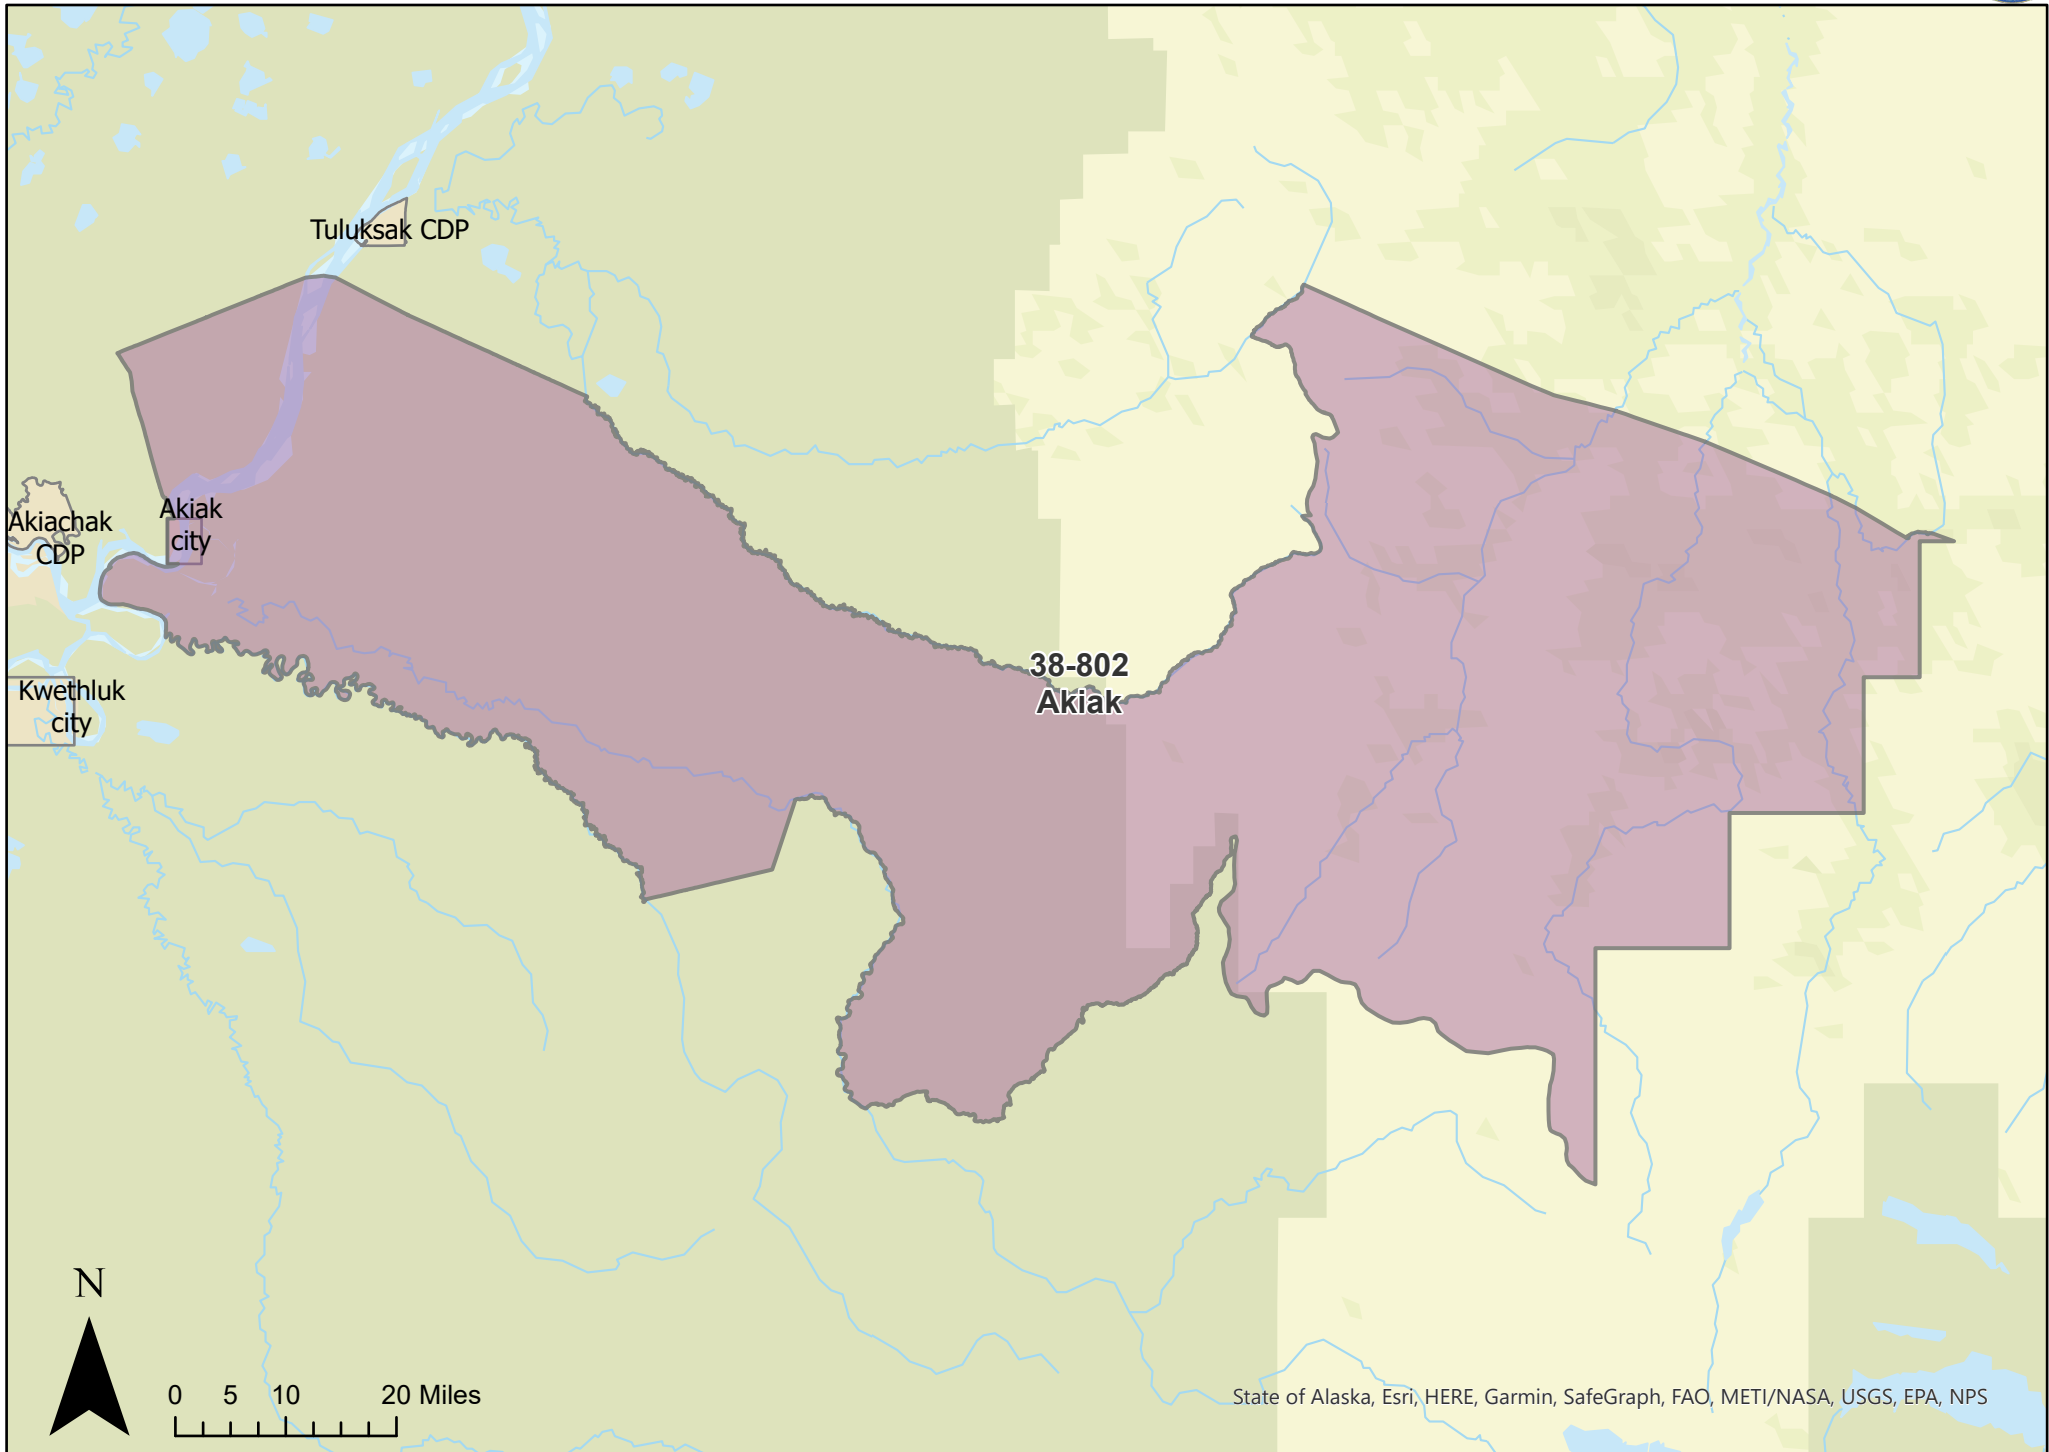 Tuluksak CDP
Akiak
city
Akiachak
CDP
38-802
Akiak
Kwethluk
city
N
0 5 10 20 Miles
State of Alaska, Esri, HERE, Garmin, SafeGraph, FAO, METI/NASA, USGS, EPA, NPS